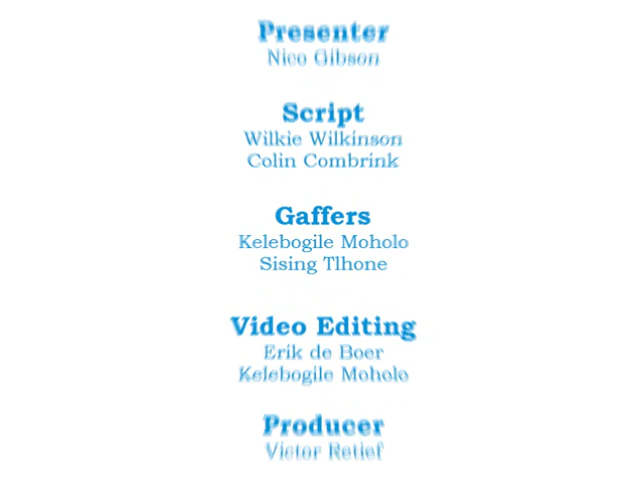 Presenter
Nico Gibson
Script
Wilkie Wilkinson
Colin Combrink
Gaffers
Kelebogile Moholo
Sising Tlhone
Video Editing
Erik de Boer
Kelebogile Moholo
Producer
Victor Retief